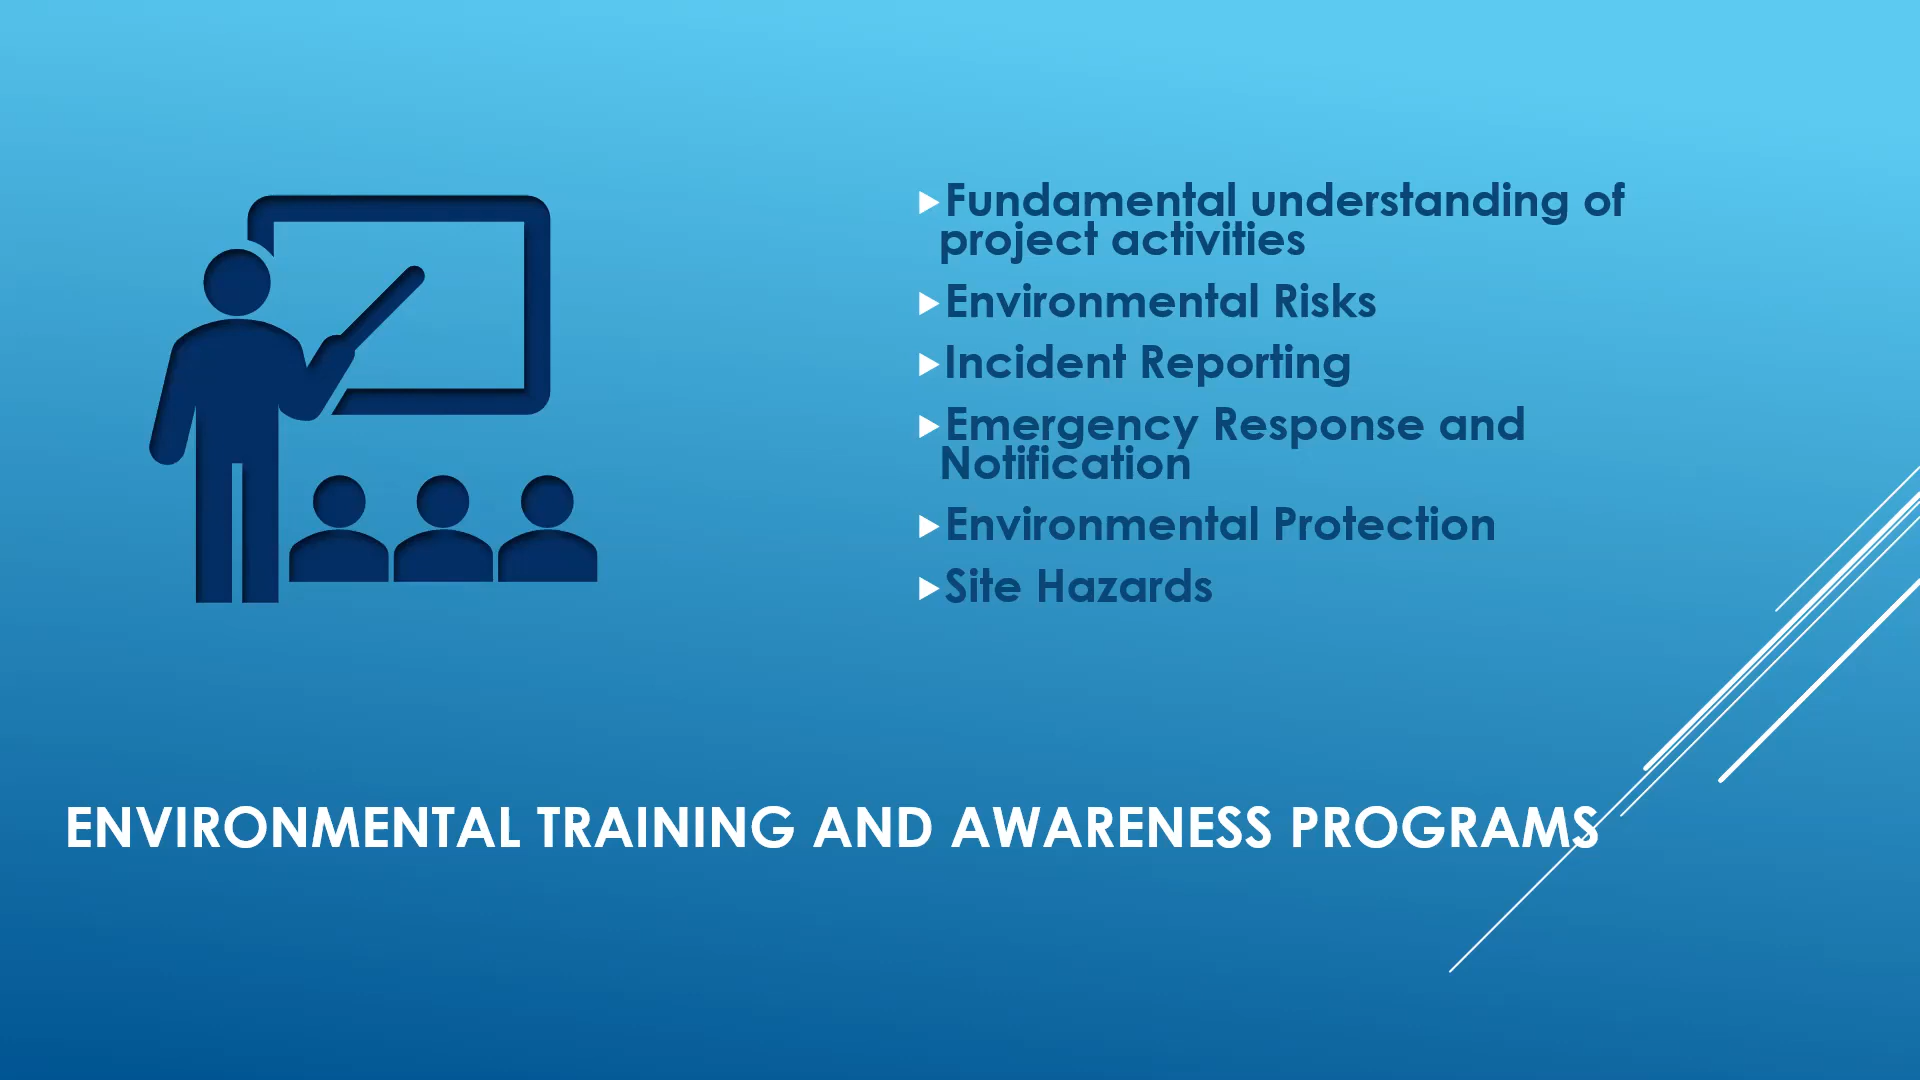 Fundamental understanding of
project activities
Environmental Risks
Incident Reporting
Emergency Response and
Notification
Environmental Protection
Site Hazards
ENVIRONMENTAL TRAINING AND AWARENESS PROGRAMS